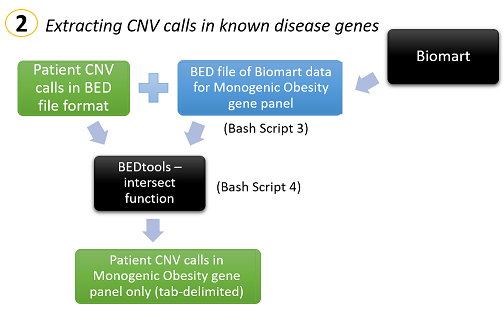 2 Extracting CNV calls in known disease genes
Biomart
Patient CNV
calls in BED
file format
BED file of Biomart data
for Monogenic Obesity
gene panel
(Bash Script 3)
BEDtools –
intersect
function
(Bash Script 4)
Patient CNV calls in
Monogenic Obesity gene
panel only (tab-delimited)